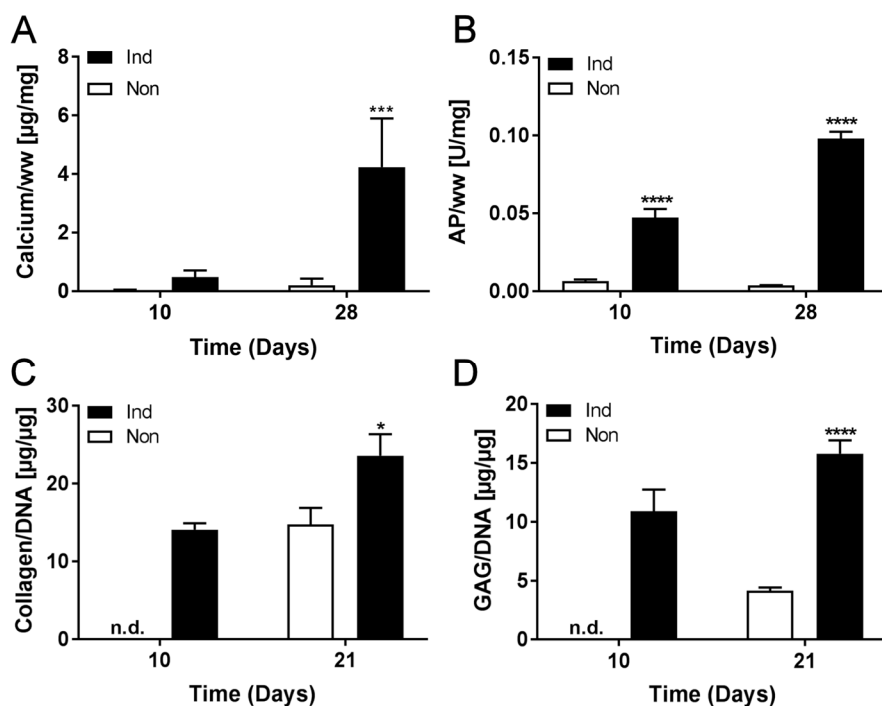 A
Calcium/ww [µg/mg]
8
6
4
2
0
Ind
Non
***
10 28
Time (Days)
B
AP/ww [U/mg]
0.15
0.10
0.05
0.00
Ind
Non
****
****
10 28
Time (Days)
C
Collagen/DNA [µg/µg]
30
20
10
0
Ind
Non
*
n.d.
10 21
Time (Days)
D
GAG/DNA [µg/µg]
20
15
10
5
0
Ind
Non
****
n.d.
10 21
Time (Days)